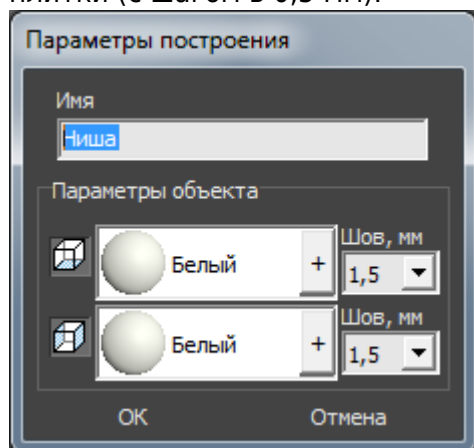 плитки (с шагом в 0,5 мм).
Параметры построения
Имя
Ниша
Параметры объекта
Шов, мм
Белый + 1,5
Шов, мм
Белый + 1,5
ОК Отмена